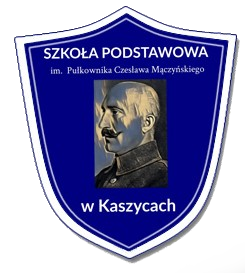 SZKOŁA PODSTAWOWA
im. Pułkownika Czesława Mączyńskiego
w Kaszycach